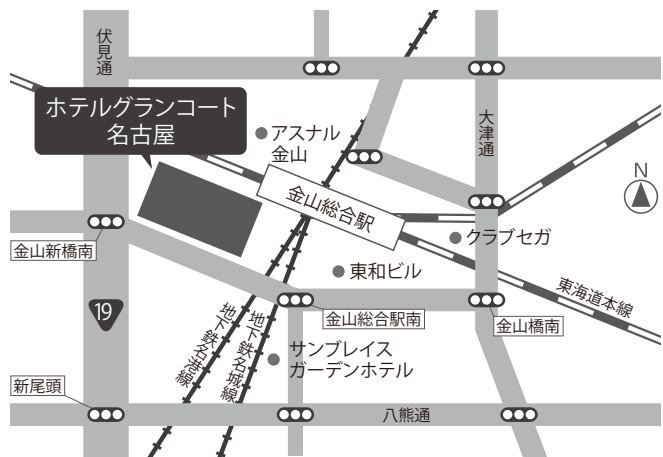 伏見通
ホテルグランコート
名古屋
アスナル
金山
大津通
N
金山総合駅
クラブセガ
金山新橋南
東和ビル
東海道本線
19
地下鉄名港線
地下鉄名城線
金山総合駅南
金山橋南
サンブレイス
ガーデンホテル
新尾頭
八熊通